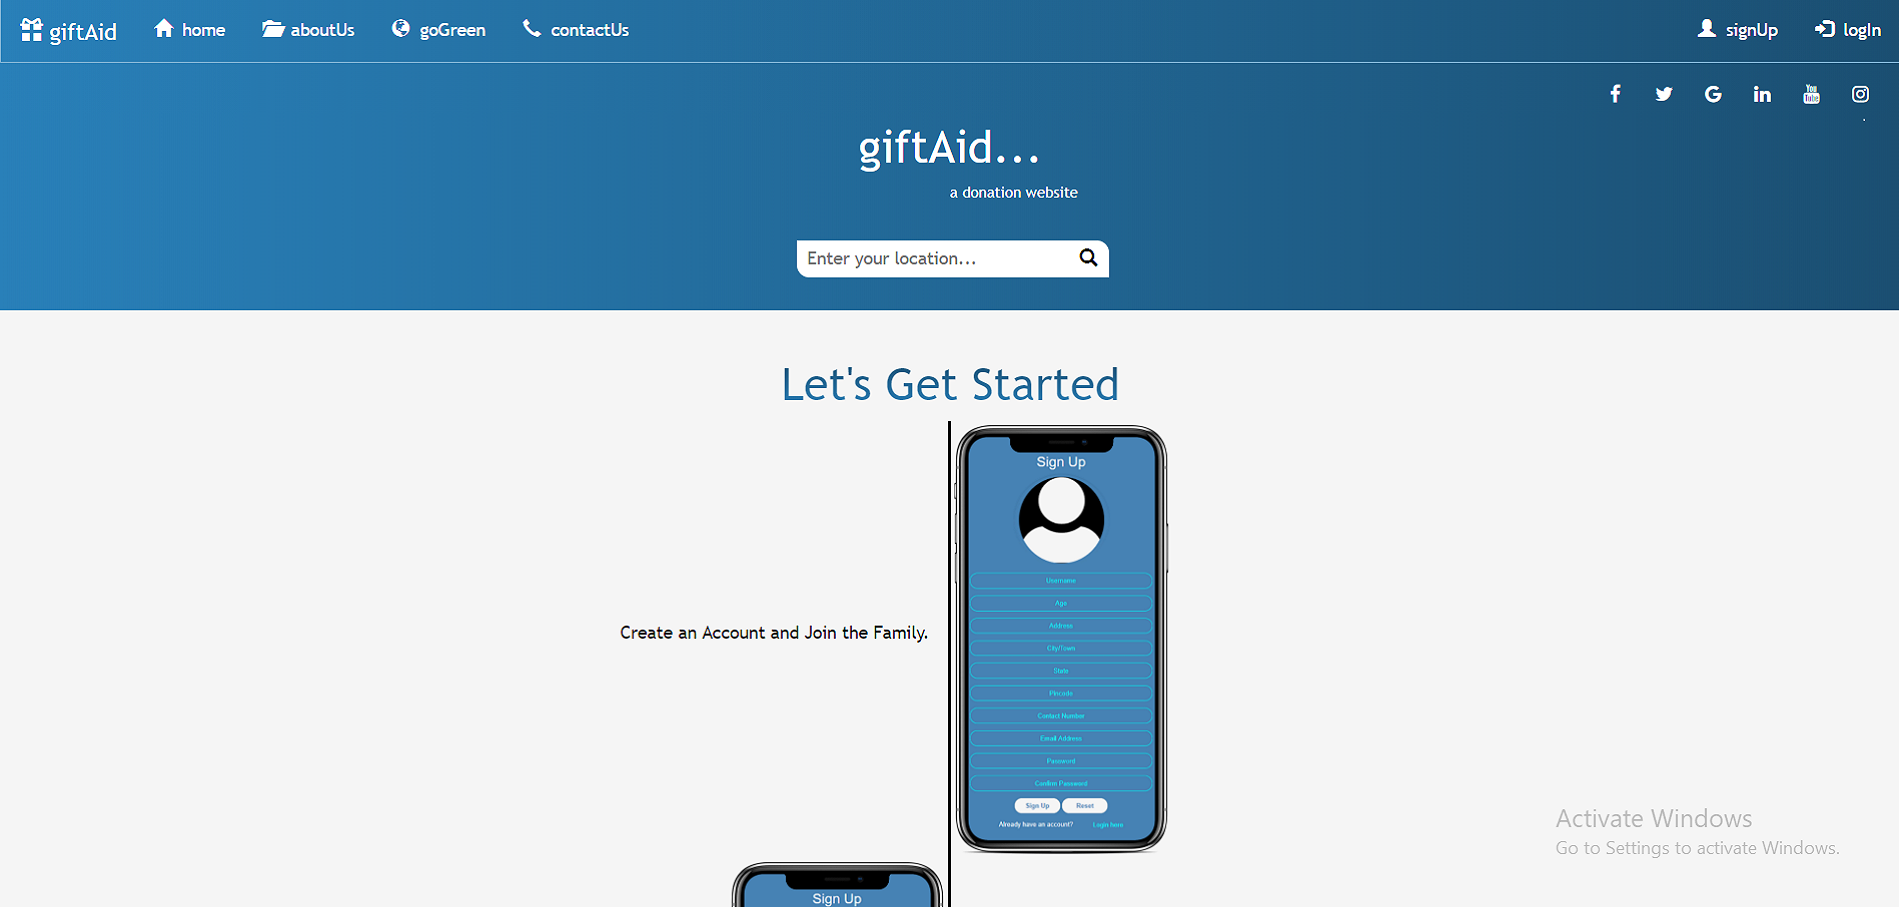 giftAid home aboutUs goGreen contactUs signUp logIn
giftAid...
a donation website
Enter your location...
Let's Get Started
Sign Up
Username
Age
Address
City/Town
State
Pincode
Contact Number
Email Address
Password
Confirm Password
Sign Up Reset
Already have an account? Login here
Create an Account and Join the Family.
Activate Windows
Go to Settings to activate Windows.
Sign Up